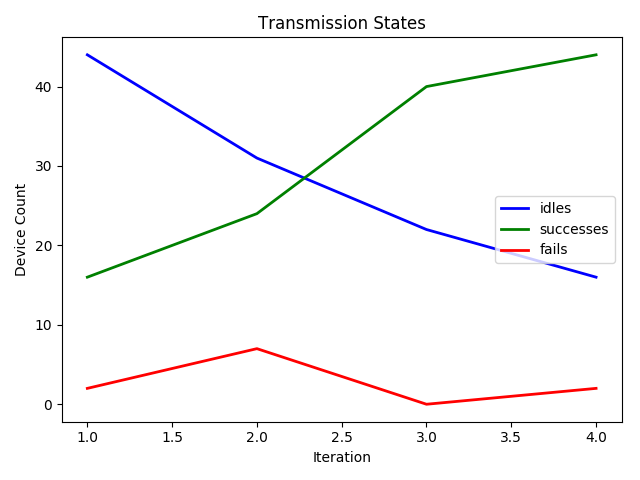 Transmission States
Device Count
40
30
20
10
0
idles
successes
fails
1.0 1.5 2.0 2.5 3.0 3.5 4.0
Iteration